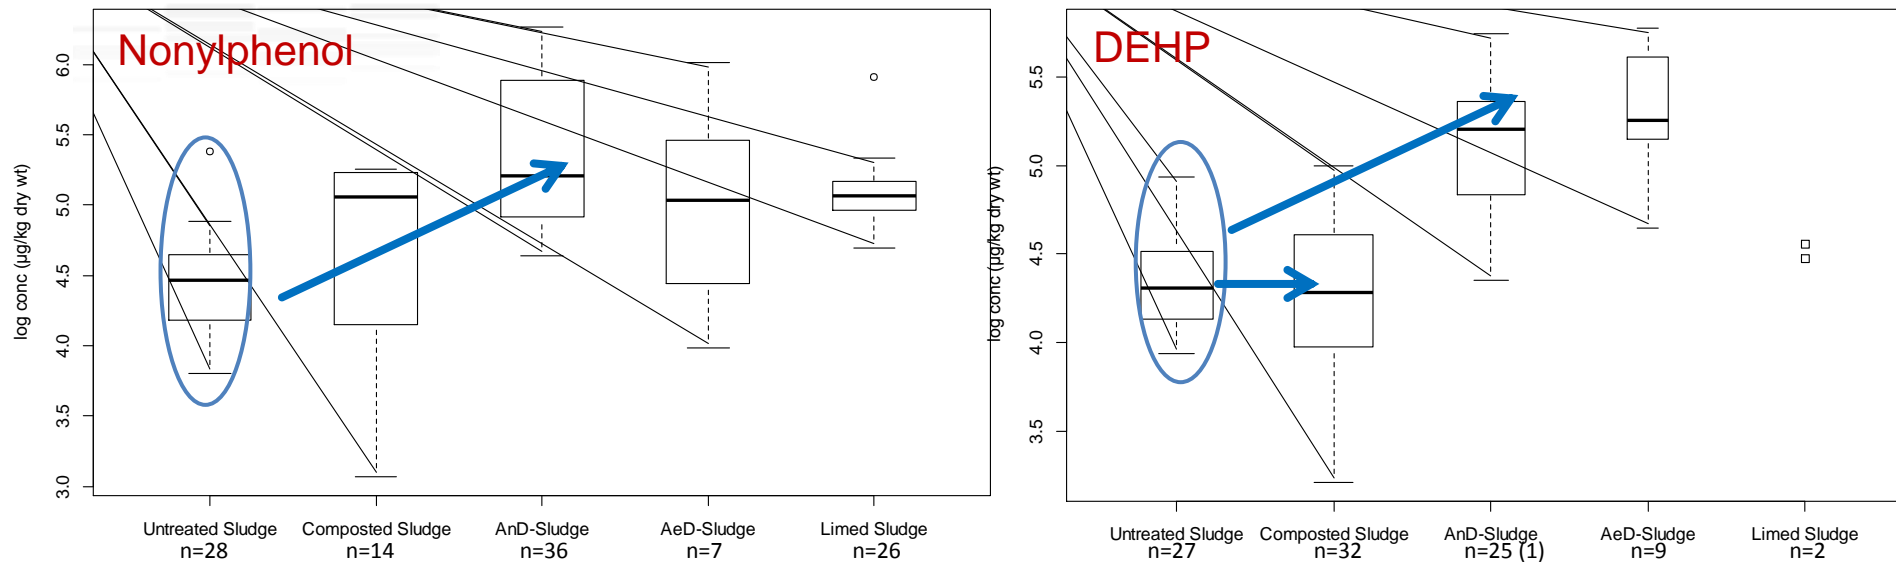 Nonylphenol
log conc (µg/kg dry wt)
6.0
5.5
5.0
4.5
4.0
3.5
3.0
Untreated Sludge Composted Sludge AnD-Sludge AeD-Sludge Limed Sludge
n=28 n=14 n=36 n=7 n=26
DEHP
log conc (µg/kg dry wt)
5.5
5.0
4.5
4.0
3.5
Untreated Sludge Composted Sludge AnD-Sludge AeD-Sludge Limed Sludge
n=27 n=32 n=25 (1) n=9 n=2